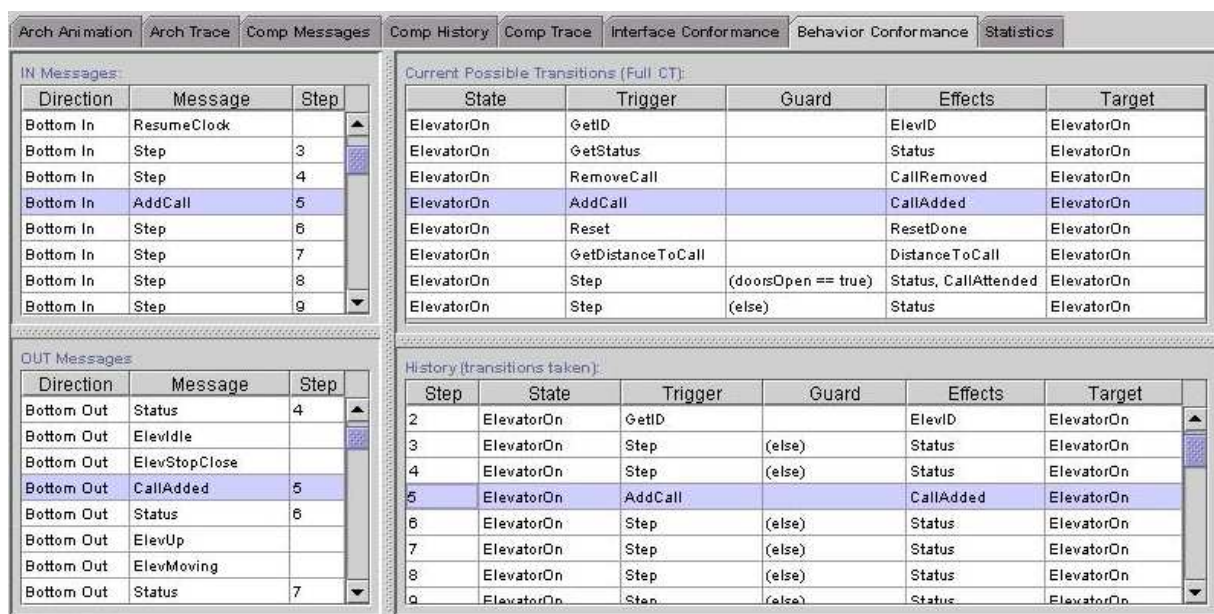 Arch Animation Arch Trace Comp Messages Comp History Comp Trace Interface Conformance Behavior Conformance Statistics
IN Messages:
Direction Message Step
Bottom In ResumeClock
Bottom In Step 3
Bottom In Step 4
Bottom In AddCall 5
Bottom In Step 6
Bottom In Step 7
Bottom In Step 8
Bottom In Step 9
Current Possible Transitions (Full CT):
State Trigger Guard Effects Target
ElevatorOn GetID ElevID ElevatorOn
ElevatorOn GetStatus Status ElevatorOn
ElevatorOn RemoveCall CallRemoved ElevatorOn
ElevatorOn AddCall CallAdded ElevatorOn
ElevatorOn Reset ResetDone ElevatorOn
ElevatorOn GetDistanceToCall DistanceToCall ElevatorOn
ElevatorOn Step (doorsOpen == true) Status, CallAttended ElevatorOn
ElevatorOn Step (else) Status ElevatorOn
OUT Messages
Direction Message Step
Bottom Out Status 4
Bottom Out ElevIdle
Bottom Out ElevStopClose
Bottom Out CallAdded 5
Bottom Out Status 6
Bottom Out ElevUp
Bottom Out ElevMoving
Bottom Out Status 7
History (transitions taken):
Step State Trigger Guard Effects Target
2 ElevatorOn GetID ElevID ElevatorOn
3 ElevatorOn Step (else) Status ElevatorOn
4 ElevatorOn Step (else) Status ElevatorOn
5 ElevatorOn AddCall CallAdded ElevatorOn
6 ElevatorOn Step (else) Status ElevatorOn
7 ElevatorOn Step (else) Status ElevatorOn
8 ElevatorOn Step (else) Status ElevatorOn
9 ElevatorOn Step (else) Status ElevatorOn